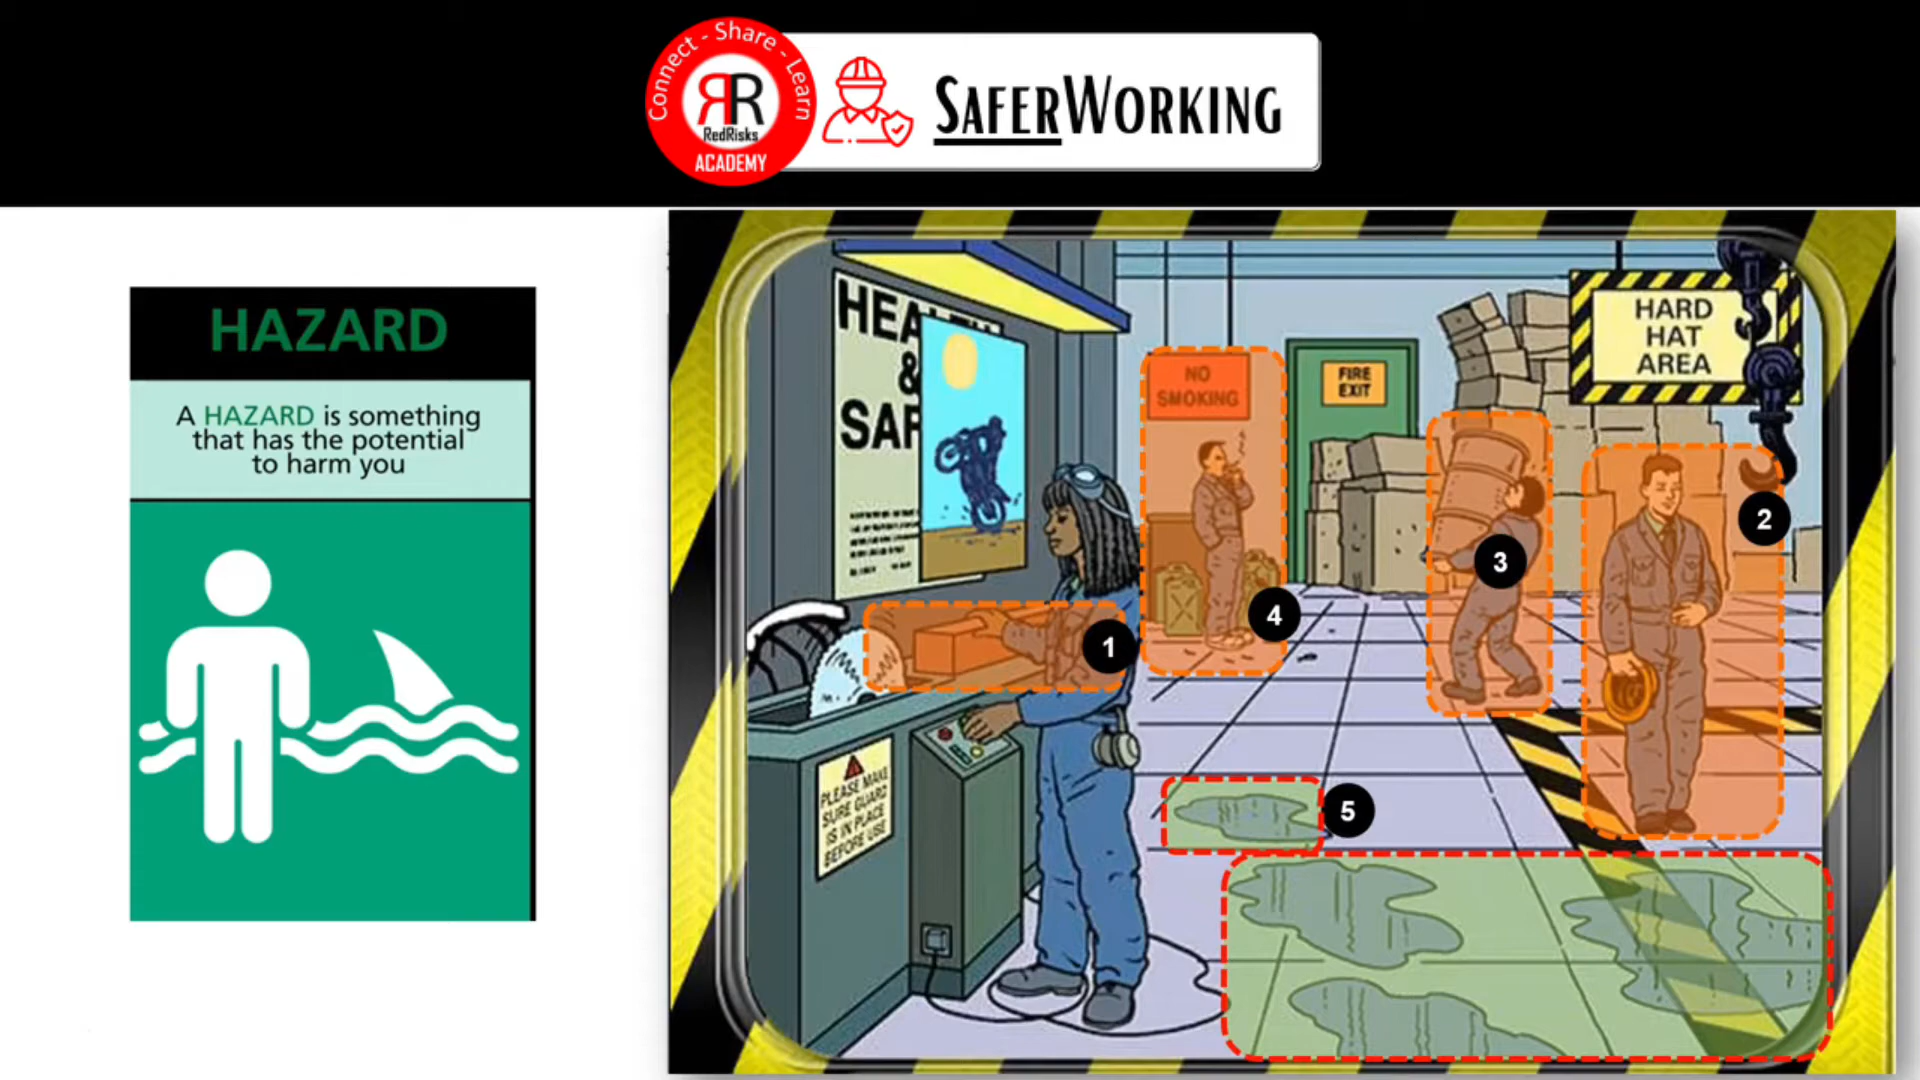 Connect - Share - Learn
RR
RedRisks
ACADEMY
SAFERWORKING
HAZARD
A HAZARD is something
that has the potential
to harm you
HEALTH
&
SAF
NO
SMOKING
FIRE
EXIT
HARD
HAT
AREA
PLEASE MAKE
SURE GUARD
IS IN PLACE
BEFORE USE
1
2
3
4
5